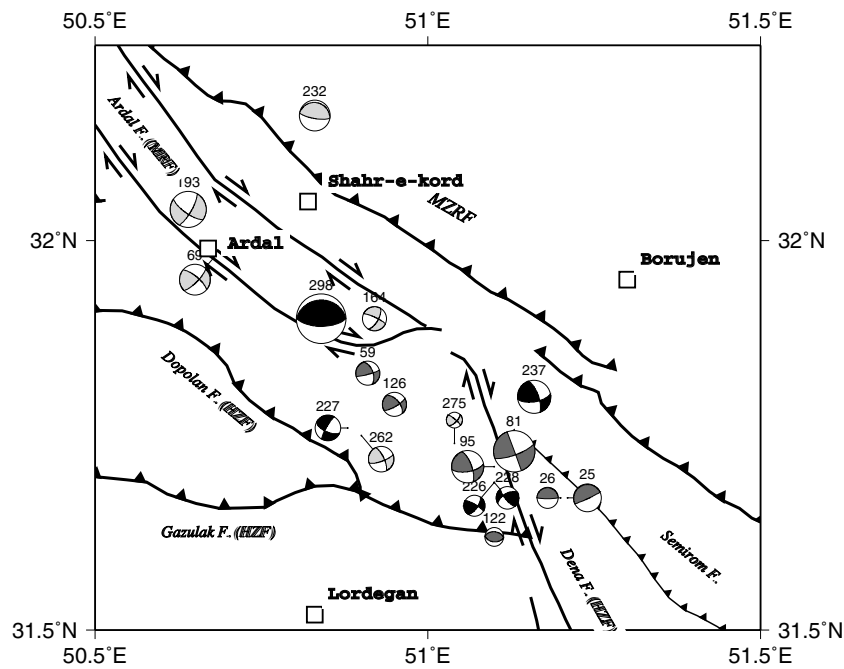 50.5°E 51°E 51.5°E
232
Ardal F. (MRF)
193
Shahr-e-kord
MZRF
32°N 32°N
Ardal
69
Borujen
298
164
59
Dopolan F. (HZF)
126
237
227
275
81
262
95
26
25
226
228
122
Gazulak F. (HZF)
Semirom F.
Dena F. (HZF)
Lordegan
31.5°N 31.5°N
50.5°E 51°E 51.5°E